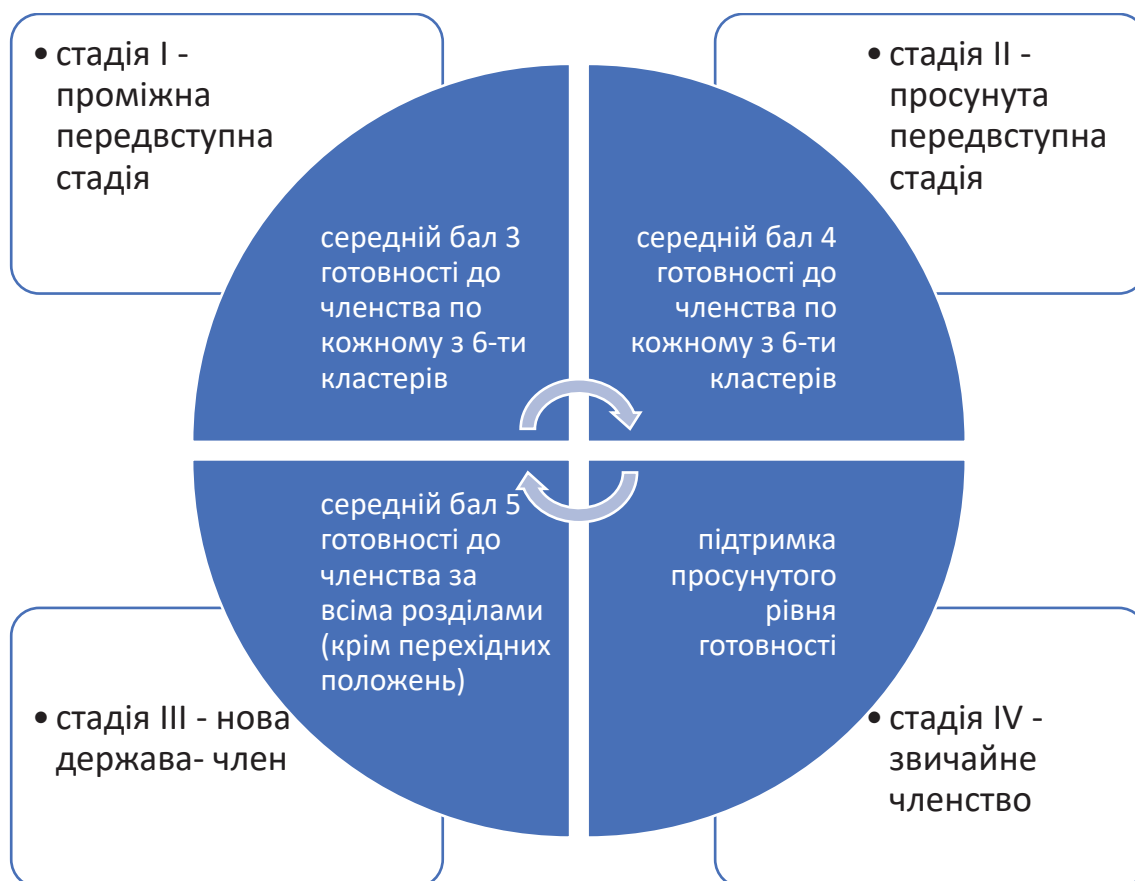 • стадія I -
проміжна
передвступна
стадія
• стадія II -
просунута
передвступна
стадія
середній бал 3
готовності до
членства по
кожному з 6-ти
кластерів
середній бал 4
готовності до
членства по
кожному з 6-ти
кластерів
середній бал 5
готовності до
членства за
всіма розділами
(крім перехідних
положень)
підтримка
просунутого
рівня
готовності
• стадія III - нова
держава- член
• стадія IV -
звичайне
членство